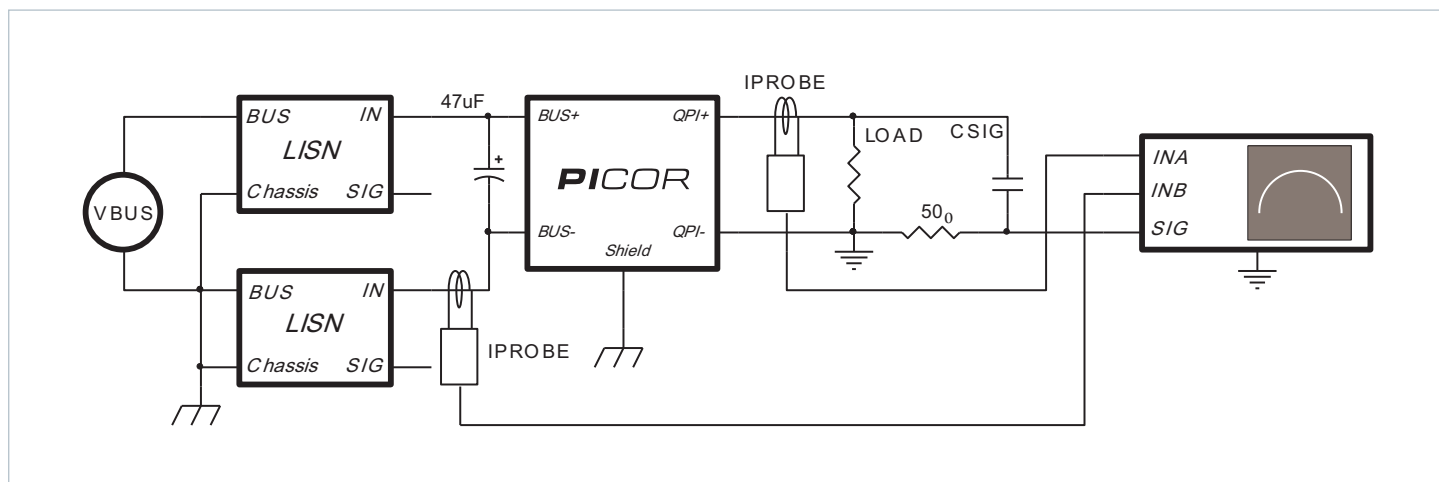 IPROBE
47uF
BUS
IN
LISN
Chassis
SIG
VBUS
BUS+
QPI+
PICOR
BUS-
QPI-
Shield
LOAD
CSIG
50Ω
INA
INB
SIG
BUS
IN
LISN
Chassis
SIG
IPROBE